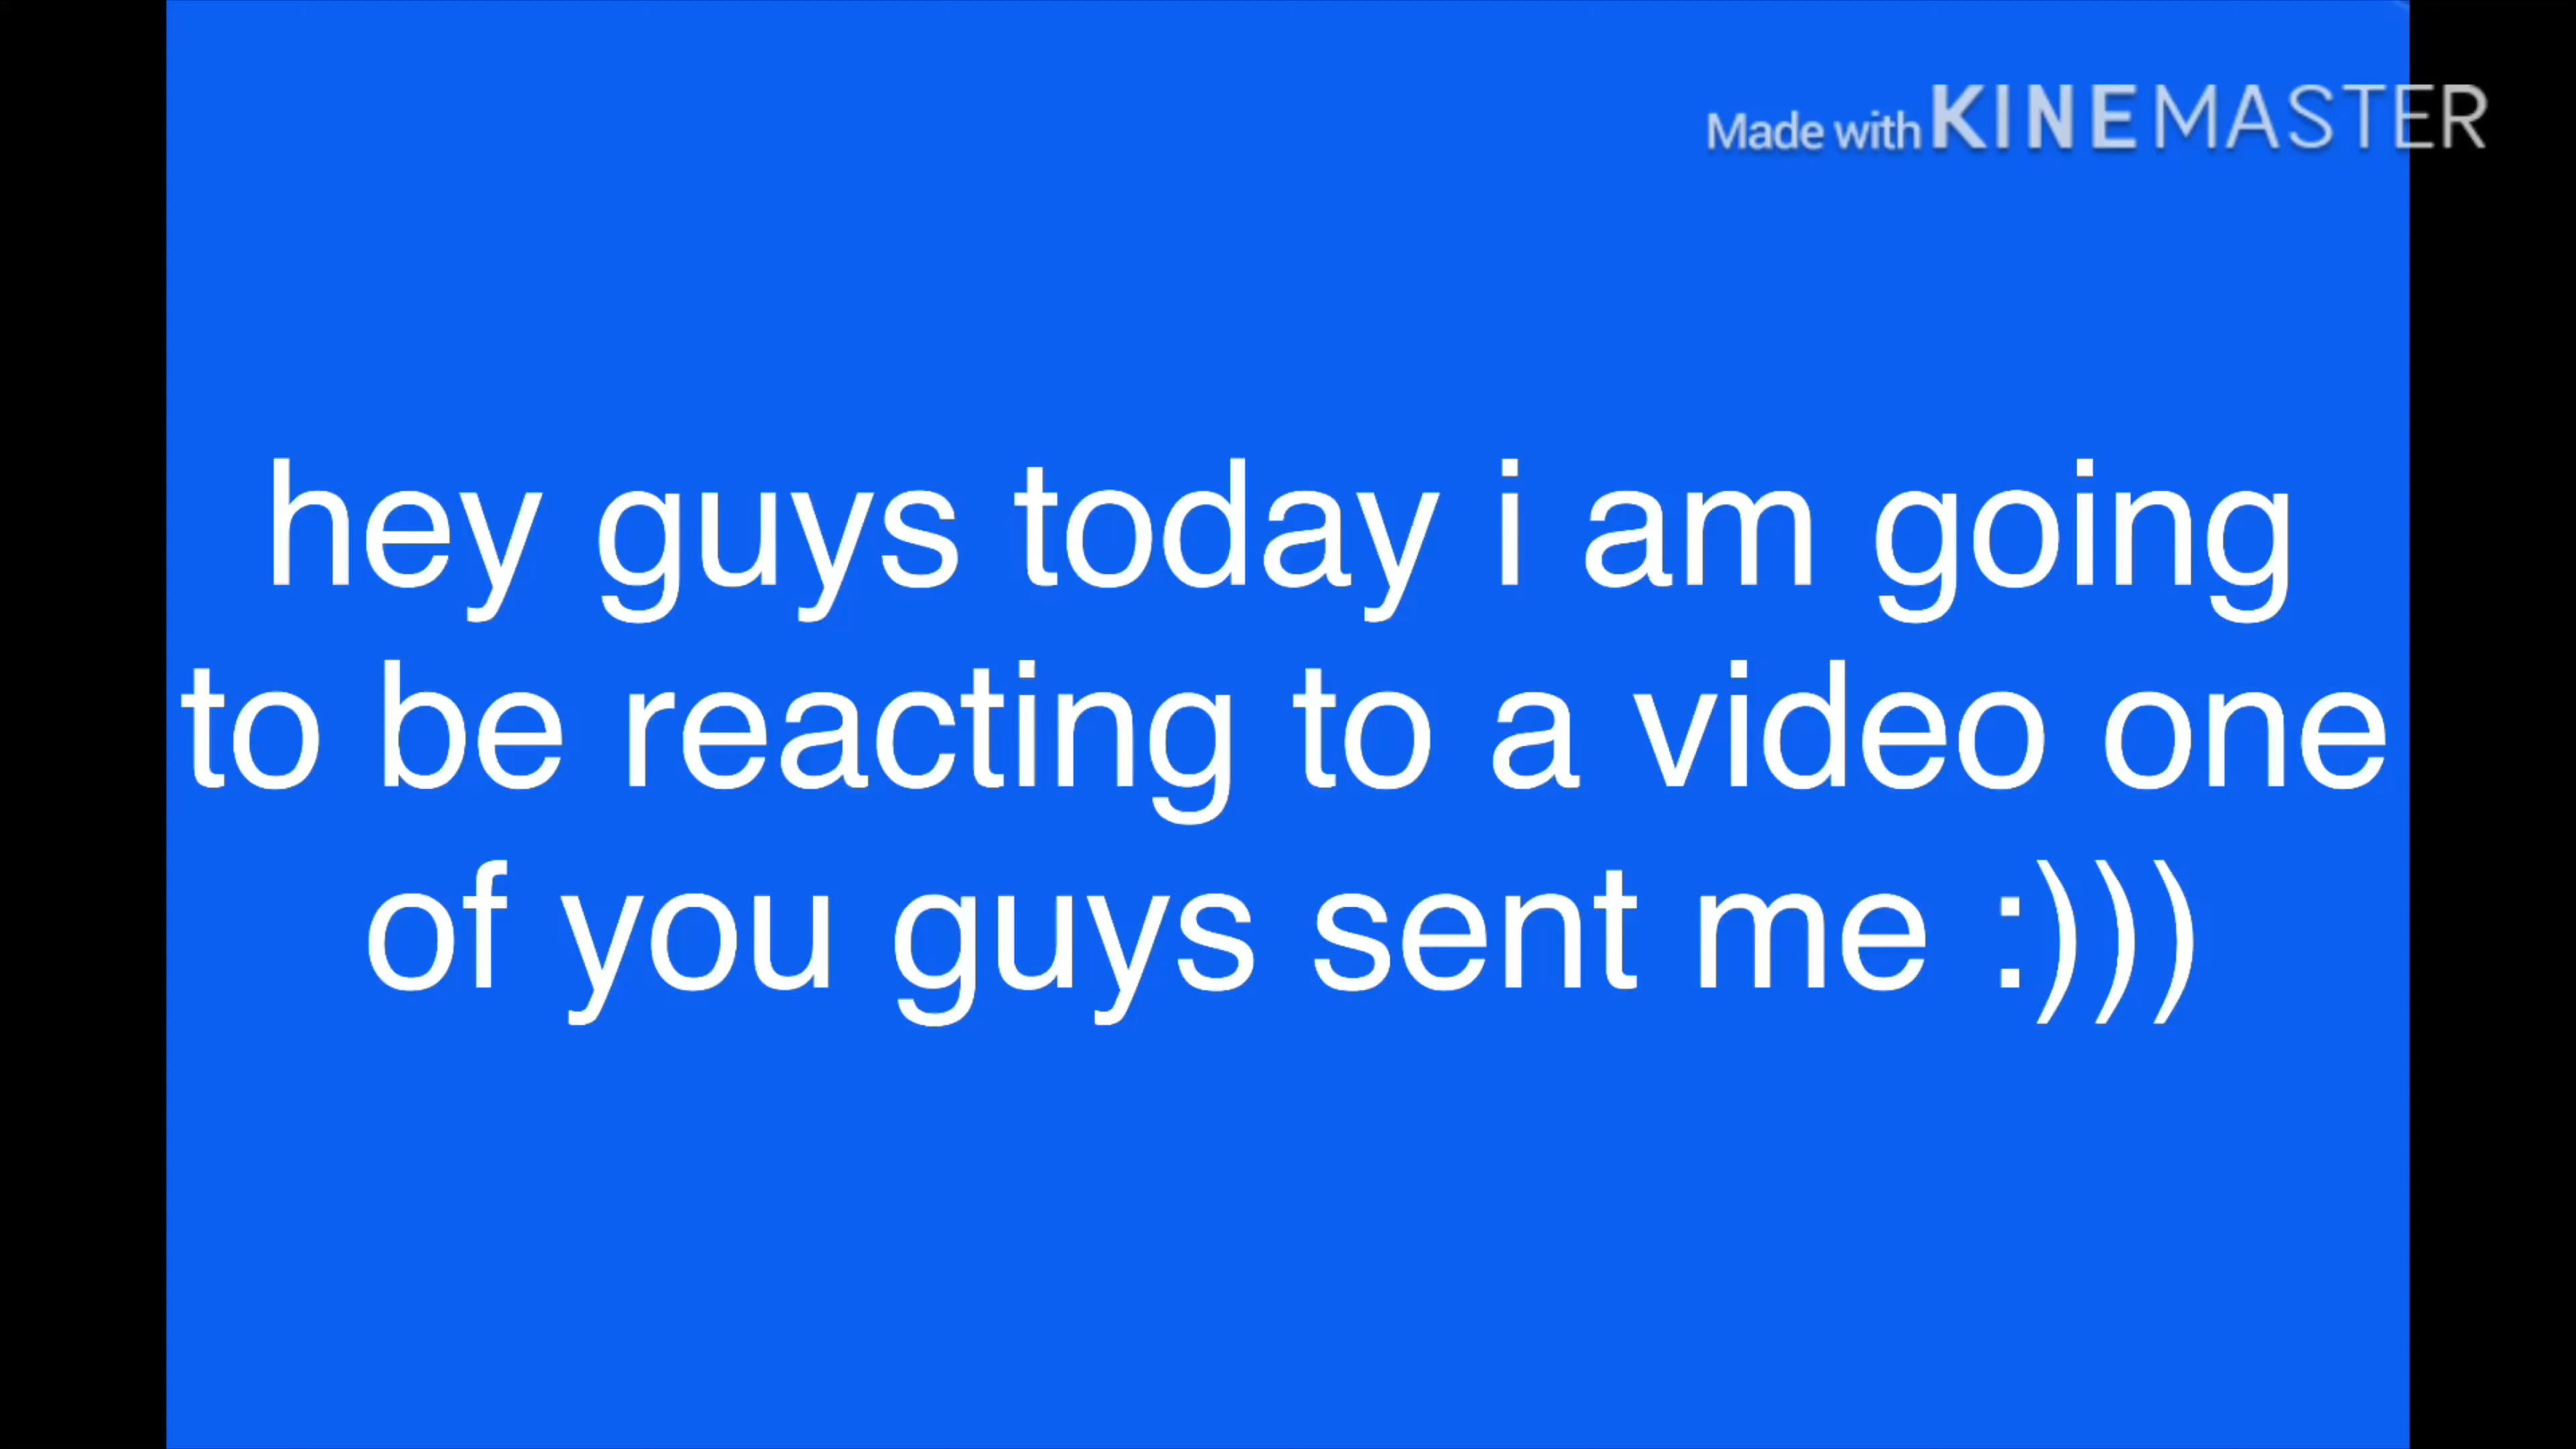 Made with KINEMASTER
hey guys today i am going
to be reacting to a video one
of you guys sent me :)))